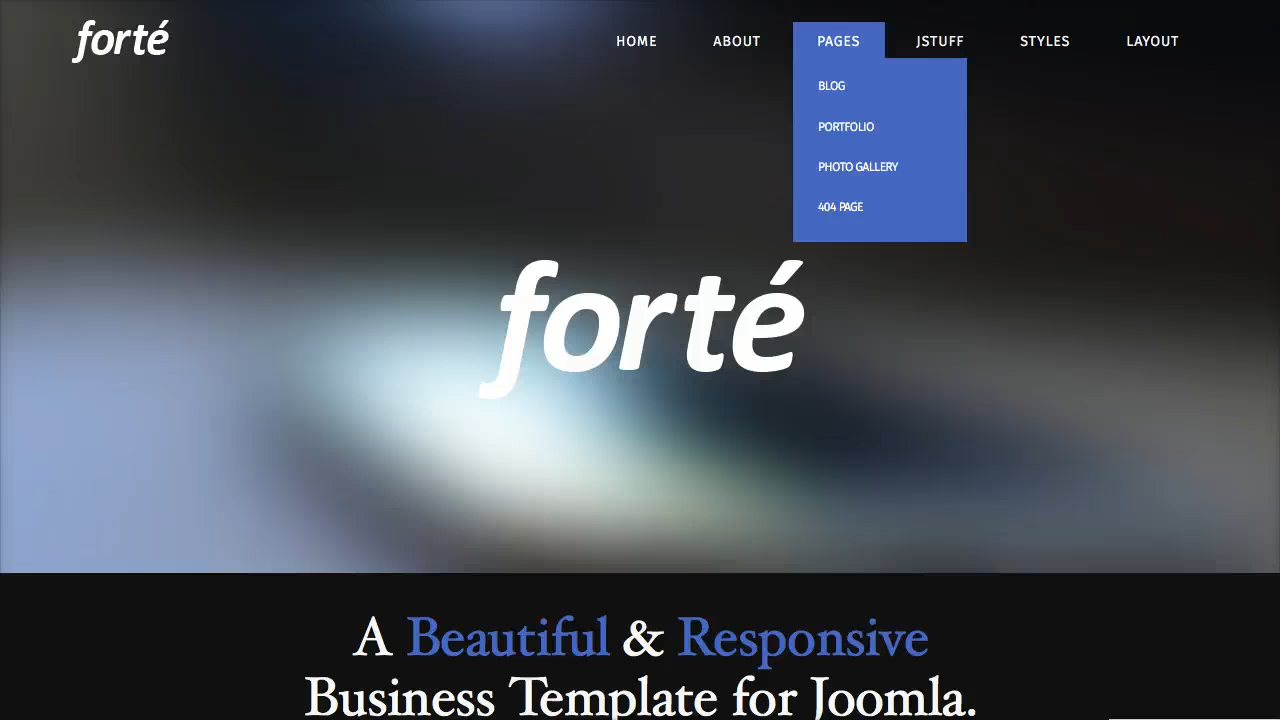 forté
HOME ABOUT PAGES JSTUFF STYLES LAYOUT
BLOG
PORTFOLIO
PHOTO GALLERY
404 PAGE
forté
A Beautiful & Responsive
Business Template for Joomla.